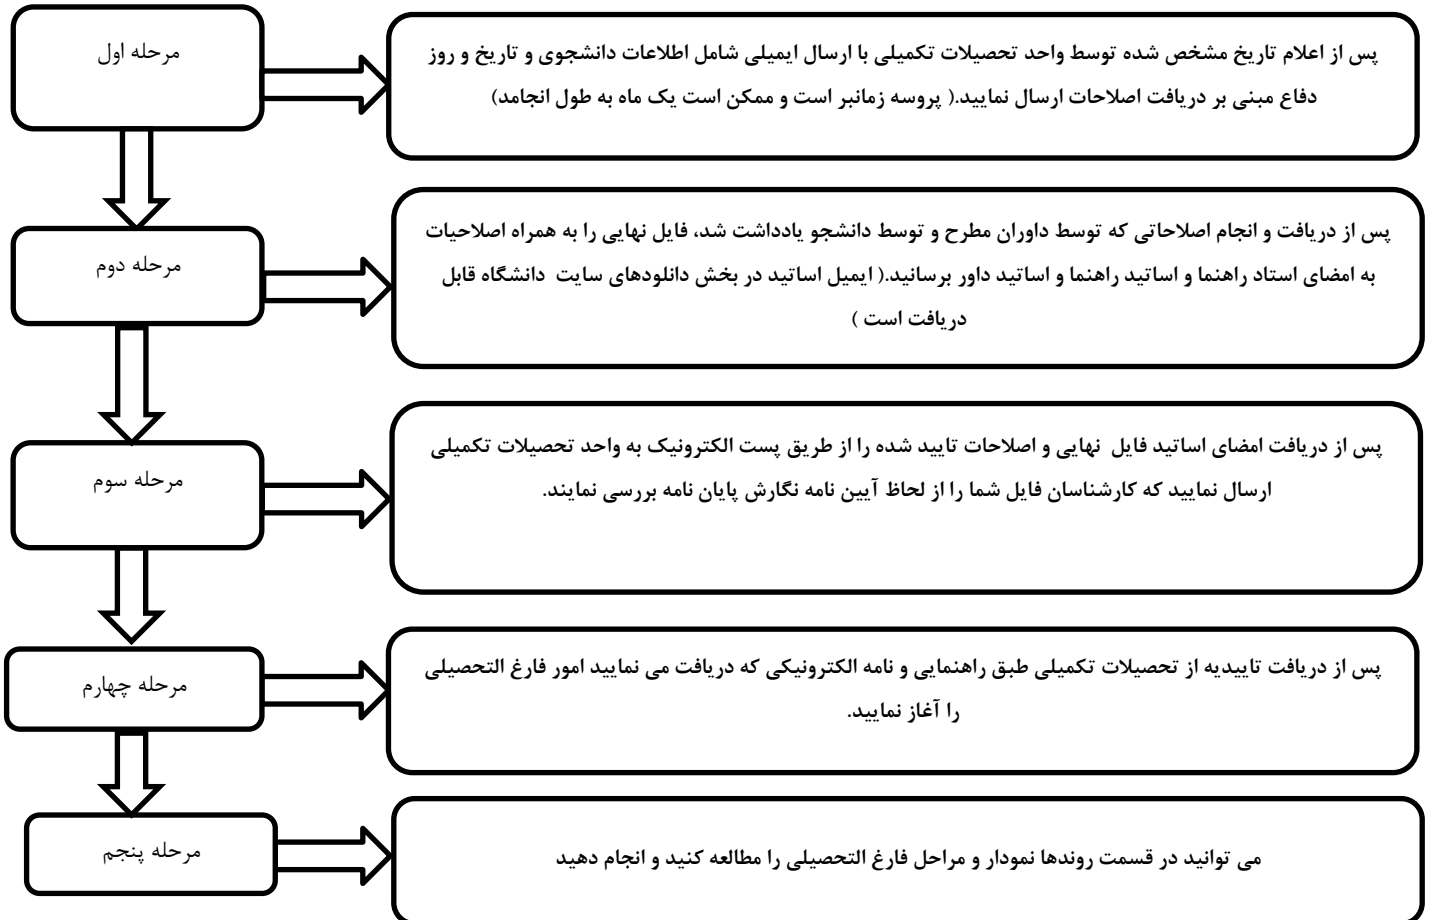 مرحله اول
پس از اعلام تاریخ مشخص شده توسط واحد تحصیلات تکمیلی با ارسال ایمیلی شامل اطلاعات دانشجوی و تاریخ و روز
دفاع مبنی بر دریافت اصلاحات ارسال نمایید.( پروسه زمانبر است و ممکن است یک ماه به طول انجامد)
مرحله دوم
پس از دریافت و انجام اصلاحاتی که توسط داوران مطرح و توسط دانشجو یادداشت شد، فایل نهایی را به همراه اصلاحیات
به امضای استاد راهنما و اساتید راهنما و اساتید داور برسانید.( ایمیل اساتید در بخش دانلودهای سایت دانشگاه قابل
دریافت است )
مرحله سوم
پس از دریافت امضای اساتید فایل نهایی و اصلاحات تایید شده را از طریق پست الکترونیک به واحد تحصیلات تکمیلی
ارسال نمایید که کارشناسان فایل شما را از لحاظ آیین نامه نگارش پایان نامه بررسی نمایند.
مرحله چهارم
پس از دریافت تاییدیه از تحصیلات تکمیلی طبق راهنمایی و نامه الکترونیکی که دریافت می نمایید امور فارغ التحصیلی
را آغاز نمایید.
مرحله پنجم
می توانید در قسمت روندها نمودار و مراحل فارغ التحصیلی را مطالعه کنید و انجام دهید